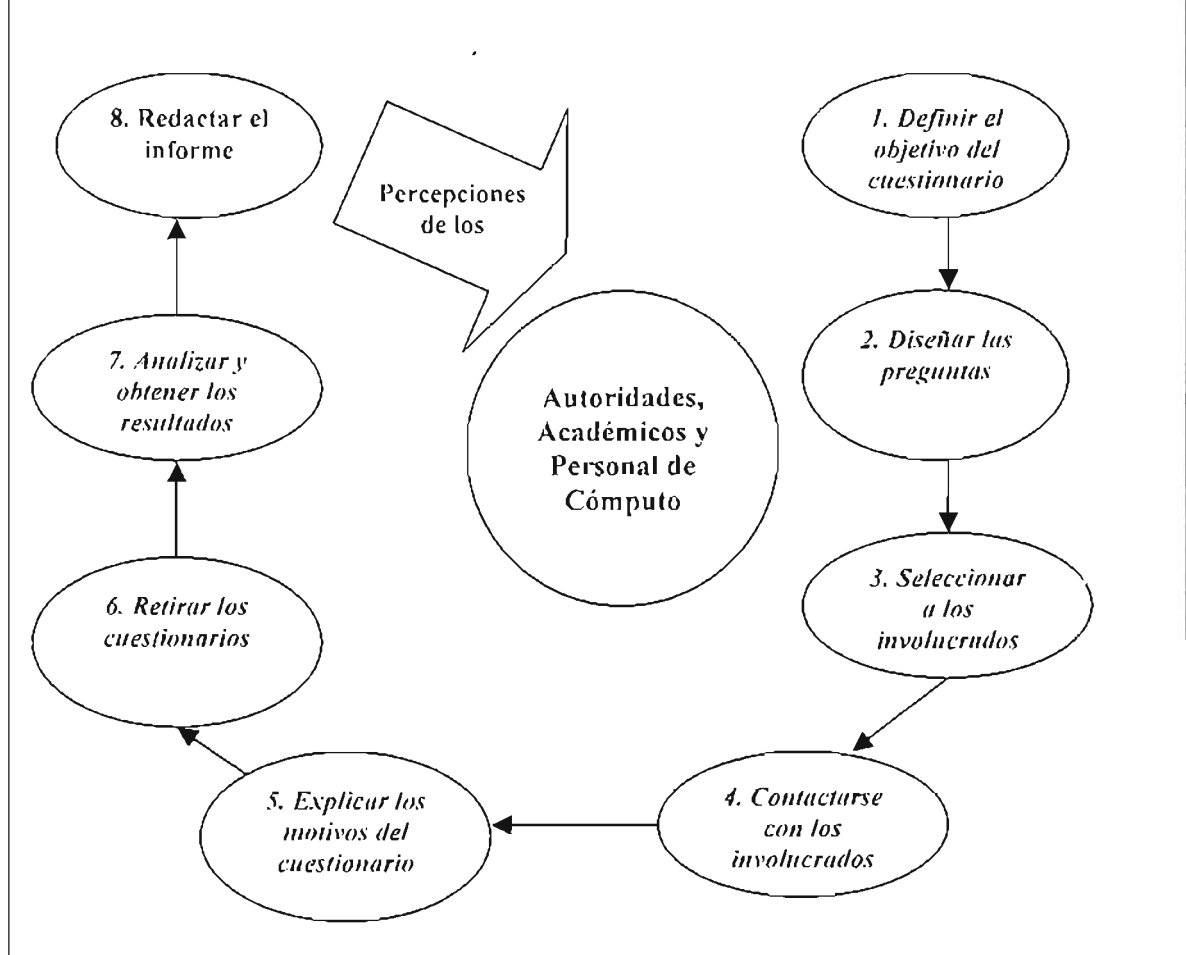 1. Definir el
objetivo del
cuestionario
2. Diseñar las
preguntas
3. Seleccionar
a los
involucrados
4. Contactarse
con los
involucrados
5. Explicar los
motivos del
cuestionario
6. Retirar los
cuestionarios
7. Analizar y
obtener los
resultados
8. Redactar el
informe
Percepciones
de los
Autoridades,
Académicos y
Personal de
Cómputo